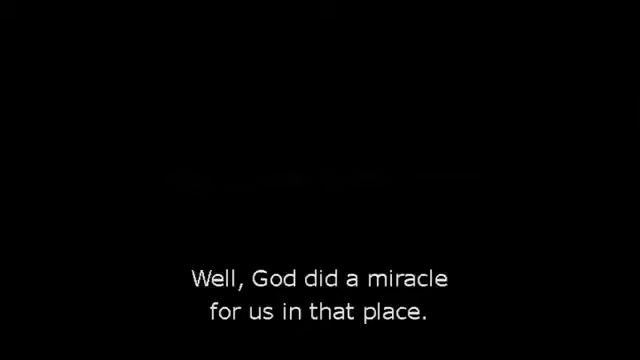 Well, God did a miracle
for us in that place.